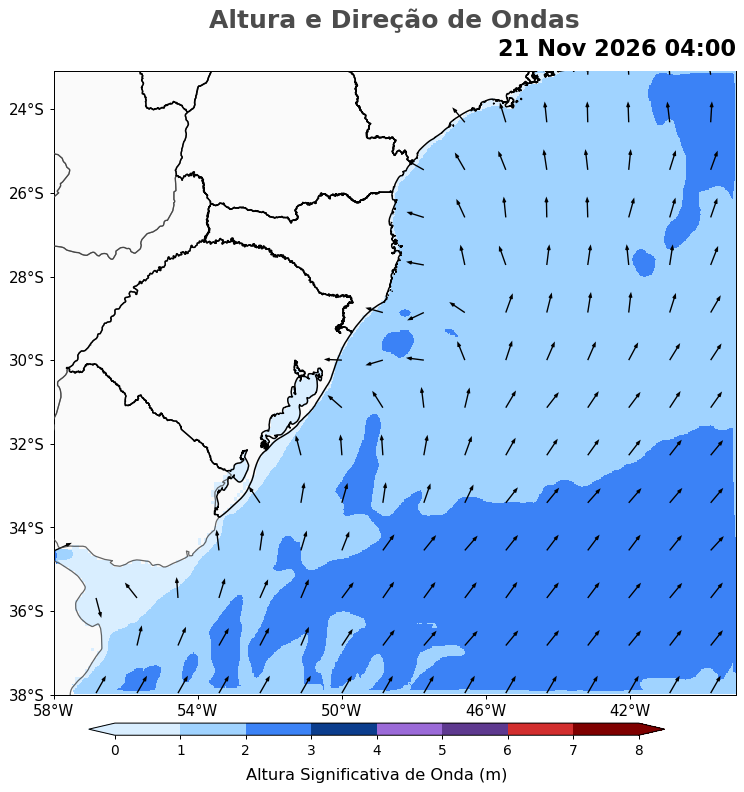 Altura e Direção de Ondas
21 Nov 2026 04:00
24°S
26°S
28°S
30°S
32°S
34°S
36°S
38°S
58°W 54°W 50°W 46°W 42°W
0 1 2 3 4 5 6 7 8
Altura Significativa de Onda (m)